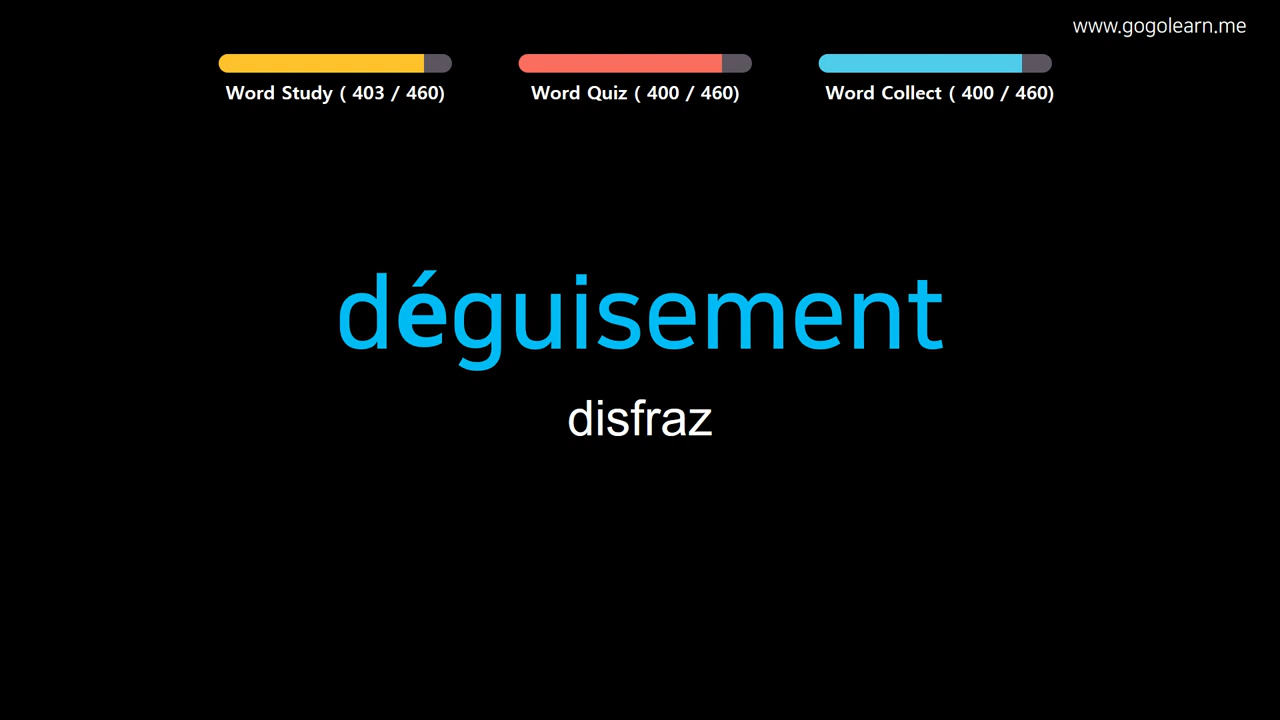 www.gogolearn.me
Word Study ( 403 / 460)
Word Quiz ( 400 / 460)
Word Collect ( 400 / 460)
déguisement
disfraz